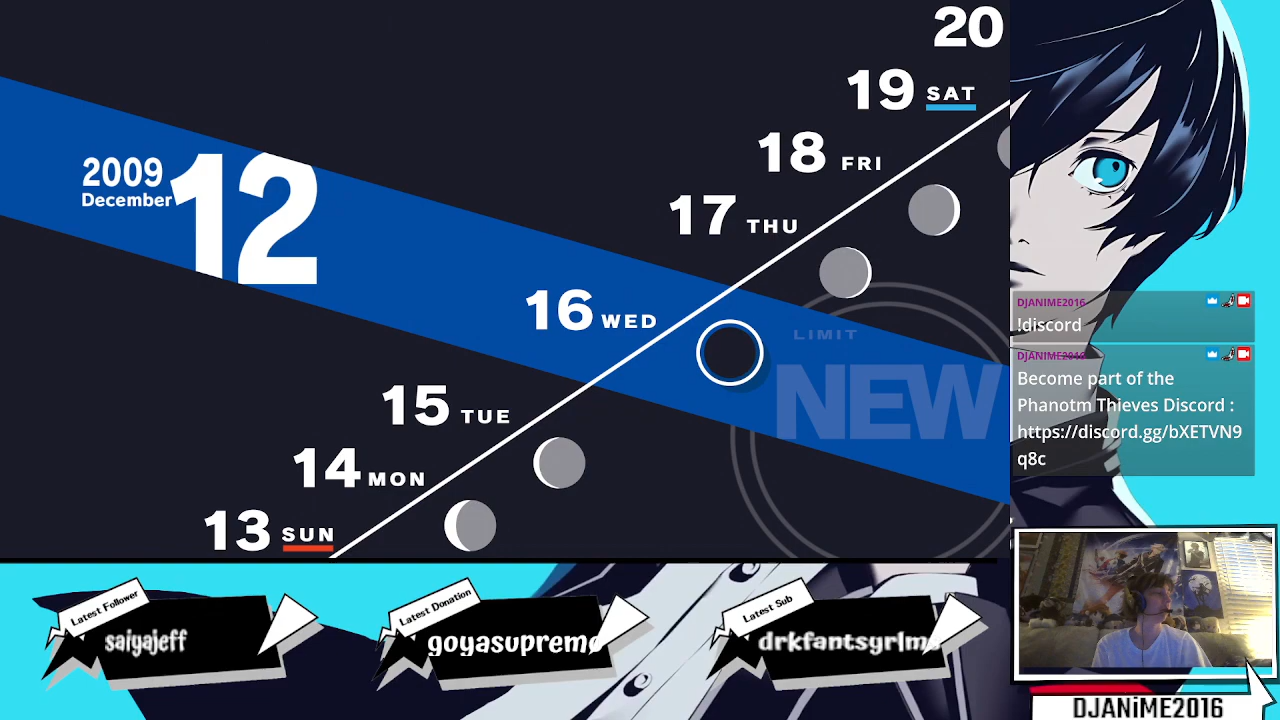 20
19 SAT
18 FRI
17 THU
2009
December
12
16 WED
LIMIT
NEW
15 TUE
14 MON
13 SUN
DJANIME2016
!discord
DJANIME2016
Become part of the
Phanotm Thieves Discord :
https://discord.gg/bXETVN9
q8c
Latest Follower
saiyajeff
Latest Donation
goyasupreme
Latest Sub
drkfantsyrlm
DJANiME2016